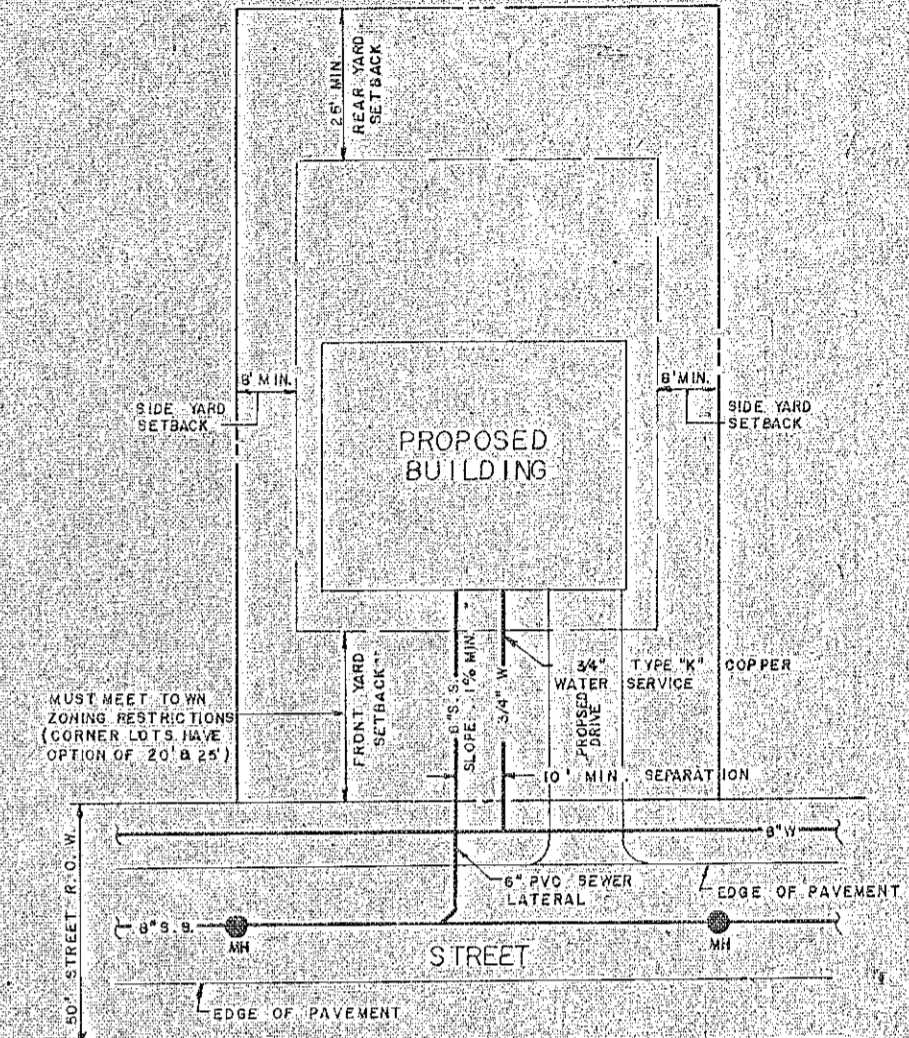 25' MIN.
REAR YARD
SETBACK
8' MIN.
SIDE YARD
SETBACK
8' MIN.
SIDE YARD
SETBACK
PROPOSED
BUILDING
MUST MEET TOWN
ZONING RESTRICTIONS
(CORNER LOTS HAVE
OPTION OF 20' & 25')
FRONT YARD
SETBACK
S.S.
SLOPE 1% MIN.
3/4" W
3/4" TYPE "K" COPPER
WATER SERVICE
PROPSED
DRIVE
10' MIN. SEPARATION
8" W
6" PVC SEWER
LATERAL
EDGE OF PAVEMENT
8" S.S.
MH
MH
STREET
EDGE OF PAVEMENT
STREET R.O.W.